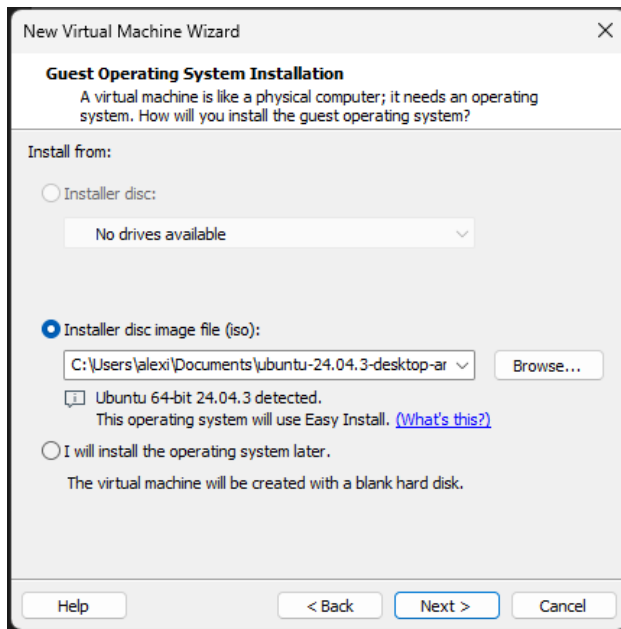 New Virtual Machine Wizard
Guest Operating System Installation
A virtual machine is like a physical computer; it needs an operating
system. How will you install the guest operating system?
Install from:
Installer disc:
No drives available
Installer disc image file (iso):
C:\Users\alexi\Documents\ubuntu-24.04.3-desktop-ar
Browse...
Ubuntu 64-bit 24.04.3 detected.
This operating system will use Easy Install. (What's this?)
I will install the operating system later.
The virtual machine will be created with a blank hard disk.
Help
< Back
Next >
Cancel